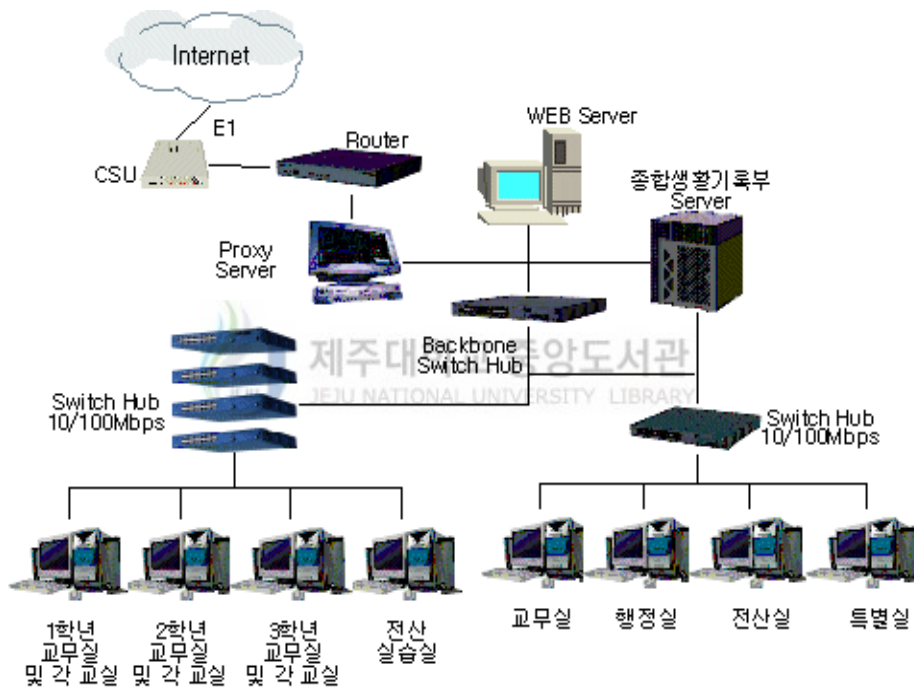 Internet
E1
CSU
Router
WEB Server
종합생활기록부
Server
Proxy
Server
Backbone
Switch Hub
제주대학교 중앙도서관
JEJU NATIONAL UNIVERSITY LIBRARY
Switch Hub
10/100Mbps
Switch Hub
10/100Mbps
1학년
교무실
및 각 교실
2학년
교무실
및 각 교실
3학년
교무실
및 각 교실
전산
실습실
교무실
행정실
전산실
특별실